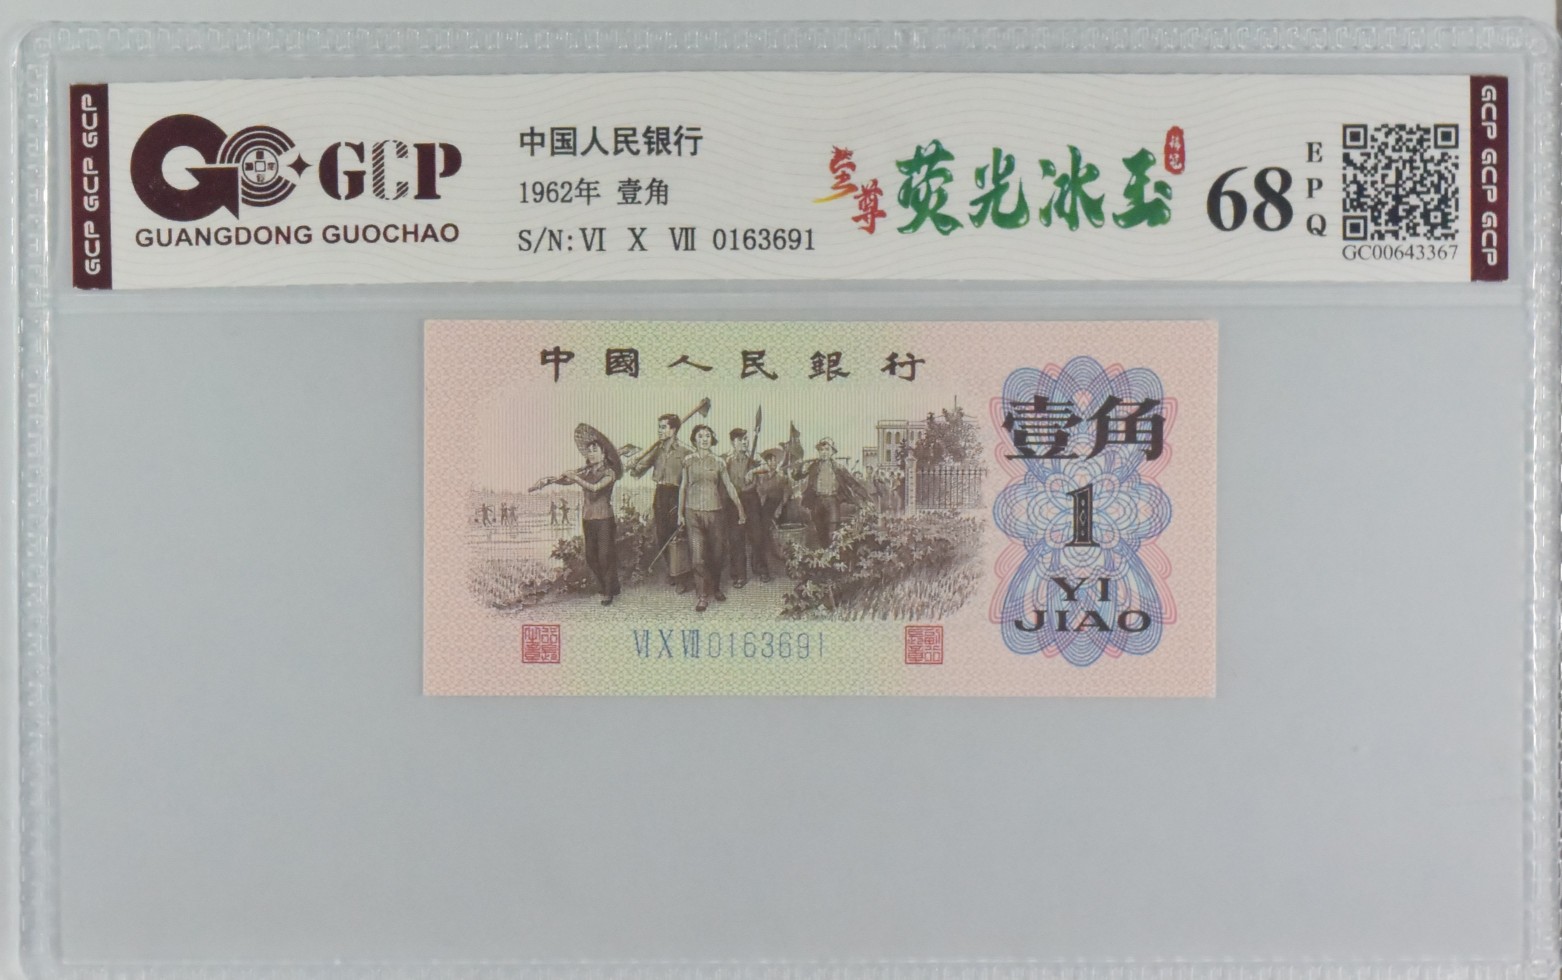 GCP GCP GCP
GCP
GUANGDONG GUOCHAO
中国人民银行
1962年 壹角
S/N: VI X VII 0163691
至尊
荧光冰玉
68
EPQ
GC00643367
GCP GCP GCP
中國人民銀行
壹角
1
YI
JIAO
VI X VII 0163691